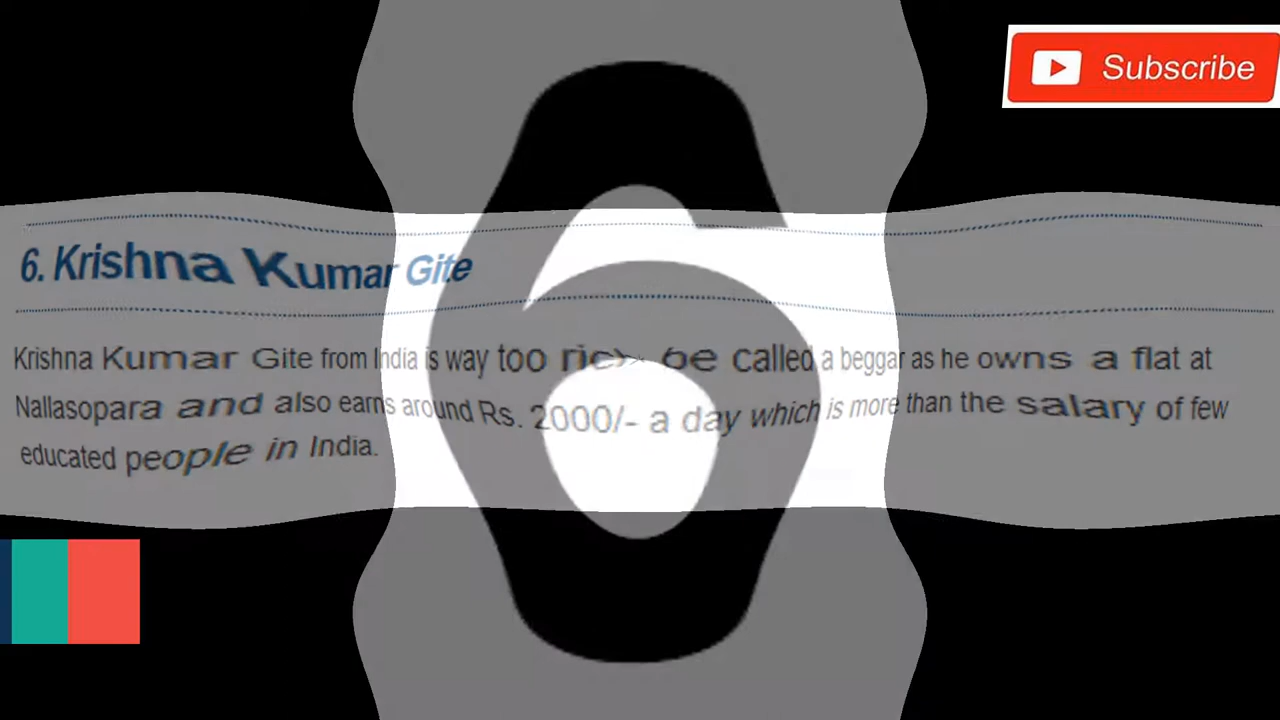 Subscribe
6
6. Krishna Kumar Gite
Krishna Kumar Gite from India is way too rich be called a beggar as he owns a flat at
Nallasopara and also earns around Rs. 2000/- a day which is more than the salary of few
educated people in India.